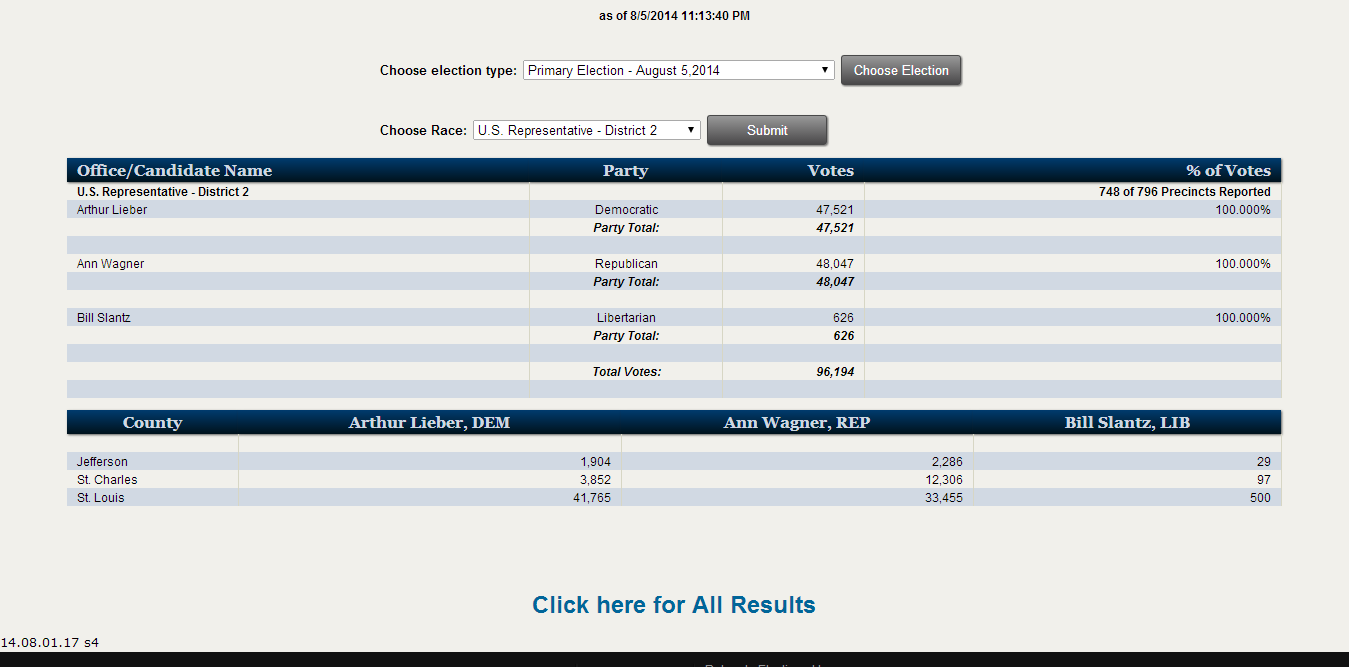 as of 8/5/2014 11:13:40 PM
Choose election type: Primary Election - August 5,2014 Choose Election
Choose Race: U.S. Representative - District 2 Submit
Office/Candidate Name Party Votes % of Votes
U.S. Representative - District 2 748 of 796 Precincts Reported
Arthur Lieber Democratic 47,521 100.000%
Party Total: 47,521
Ann Wagner Republican 48,047 100.000%
Party Total: 48,047
Bill Slantz Libertarian 626 100.000%
Party Total: 626
Total Votes: 96,194
County Arthur Lieber, DEM Ann Wagner, REP Bill Slantz, LIB
Jefferson 1,904 2,286 29
St. Charles 3,852 12,306 97
St. Louis 41,765 33,455 500
Click here for All Results
14.08.01.17 s4